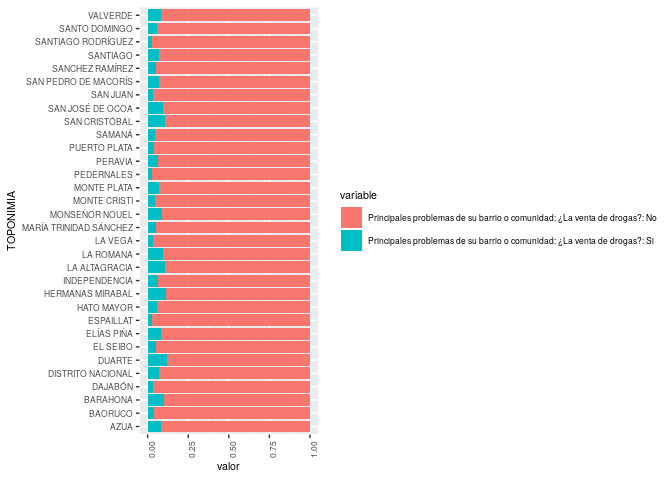 VALVERDE
SANTO DOMINGO
SANTIAGO RODRÍGUEZ
SANTIAGO
SANCHEZ RAMÍREZ
SAN PEDRO DE MACORÍS
SAN JUAN
SAN JOSÉ DE OCOA
SAN CRISTÓBAL
SAMANÁ
PUERTO PLATA
PERAVIA
PEDERNALES
MONTE PLATA
MONTE CRISTI
MONSEÑOR NOUEL
MARÍA TRINIDAD SÁNCHEZ
LA VEGA
LA ROMANA
LA ALTAGRACIA
INDEPENDENCIA
HERMANAS MIRABAL
HATO MAYOR
ESPAILLAT
ELÍAS PIÑA
EL SEIBO
DUARTE
DISTRITO NACIONAL
DAJABÓN
BARAHONA
BAORUCO
AZUA
TOPONIMIA
0.00
0.25
0.50
0.75
1.00
valor
variable
Principales problemas de su barrio o comunidad: ¿La venta de drogas?: No
Principales problemas de su barrio o comunidad: ¿La venta de drogas?: Si